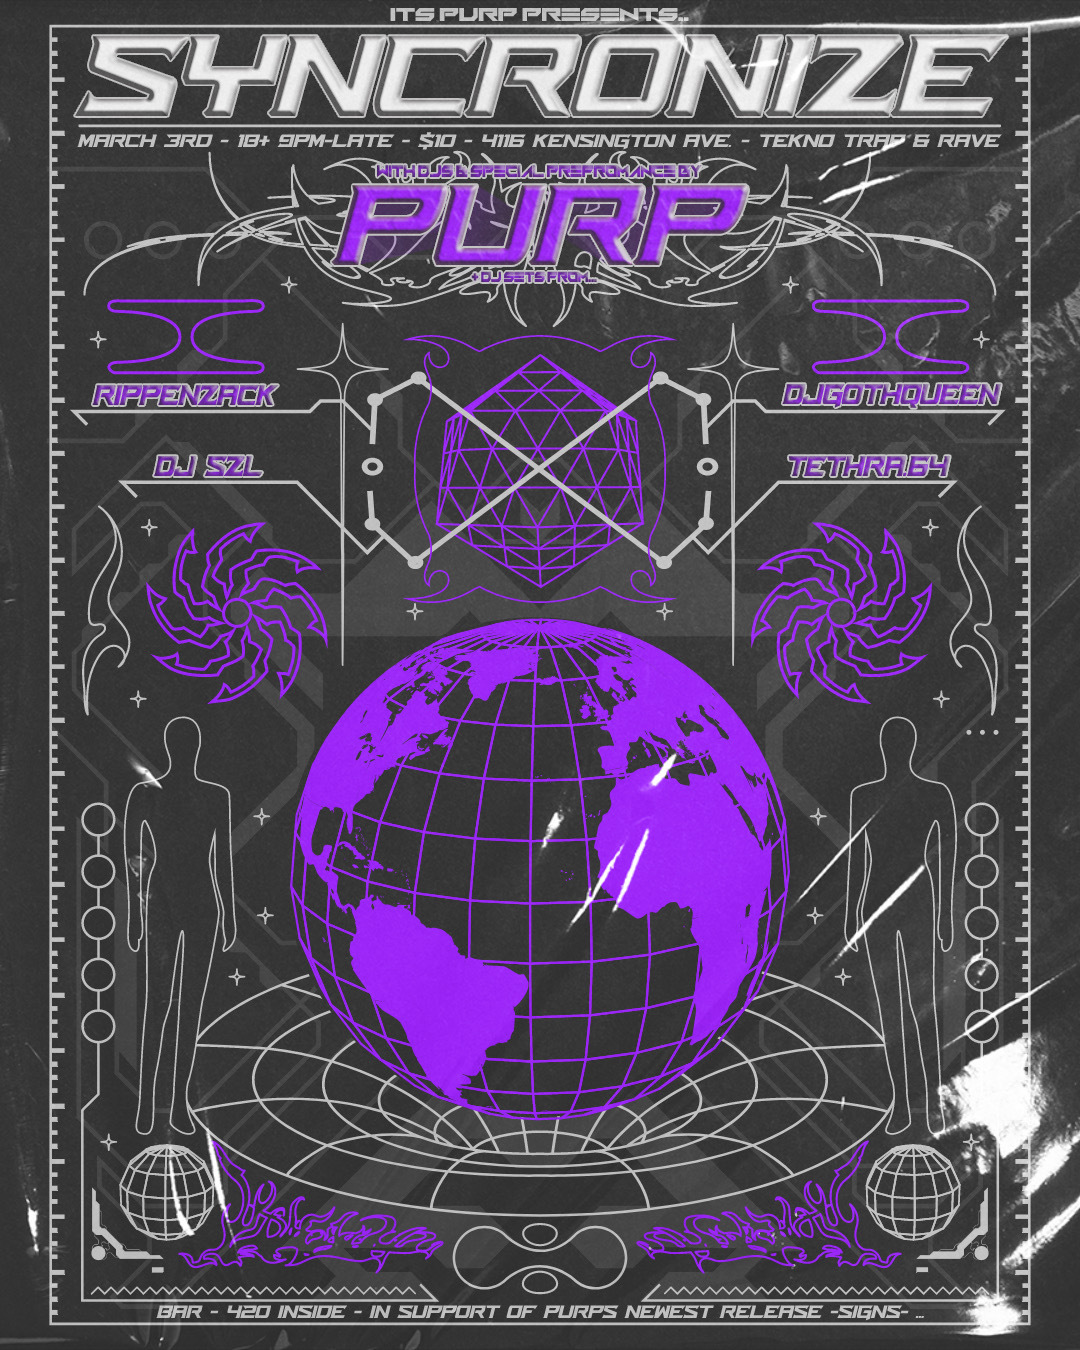 ITS PURP PRESENTS..
SYNCRONIZE
MARCH 3RD - 18+ 9PM-LATE - $10 - 4116 KENSINGTON AVE. - TEKNO TRAP & RAVE
WITH DJS & SPECIAL PREPROMANCE BY
PURP
+ DJ SETS FROM...
RIPPENZACK
DJGOTHQUEEN
DJ SZL
TETHRA.64
BAR - 420 INSIDE - IN SUPPORT OF PURPS NEWEST RELEASE -SIGNS- ...